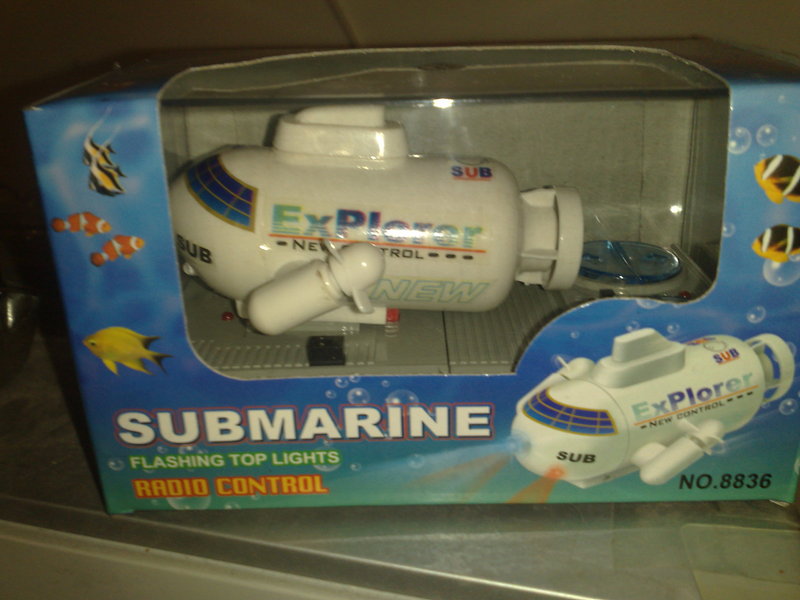 SUB
ExPlorer
NEW CONTROL
SUB
NEW
SUBMARINE
FLASHING TOP LIGHTS
RADIO CONTROL
SUB
ExPlorer
NEW CONTROL
SUB
NO.8836